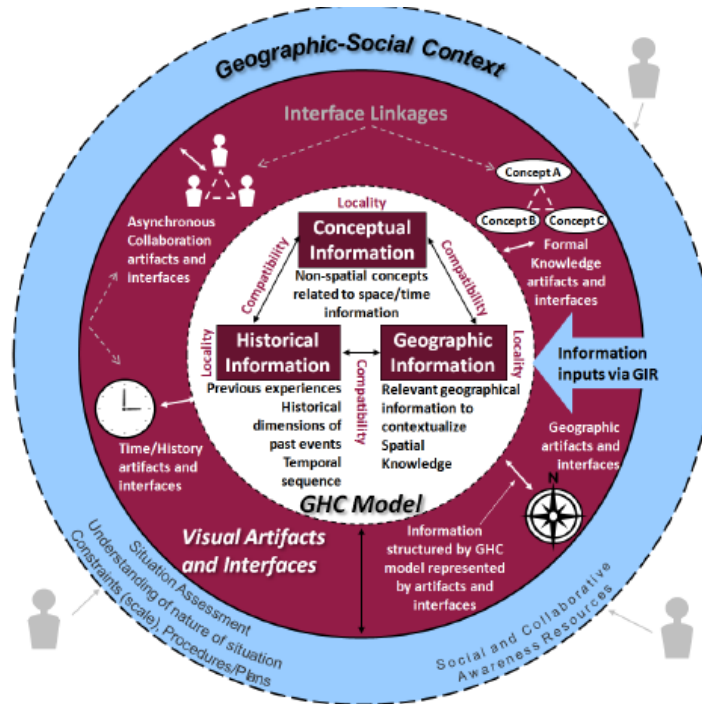 Geographic-Social Context
Interface Linkages
Concept A
Concept B
Concept C
Asynchronous
Collaboration
artifacts and
interfaces
Formal
Knowledge
artifacts and
interfaces
Locality
Conceptual
Information
Non-spatial concepts
related to space/time
information
Compatibility
Compatibility
Locality
Historical
Information
Compatibility
Geographic
Information
Locality
Previous experiences
Historical
dimensions of
past events
Temporal
sequence
Relevant geographical
information to
contextualize
Spatial
Knowledge
GHC Model
Information
inputs via GIR
Time/History
artifacts and
interfaces
Geographic
artifacts and
interfaces
N
Visual Artifacts
and Interfaces
Information
structured by GHC
model represented
by artifacts and
interfaces
Situation Assessment
Understanding of nature of situation
Constraints (scale), Procedures/Plans
Social and Collaborative
Awareness Resources